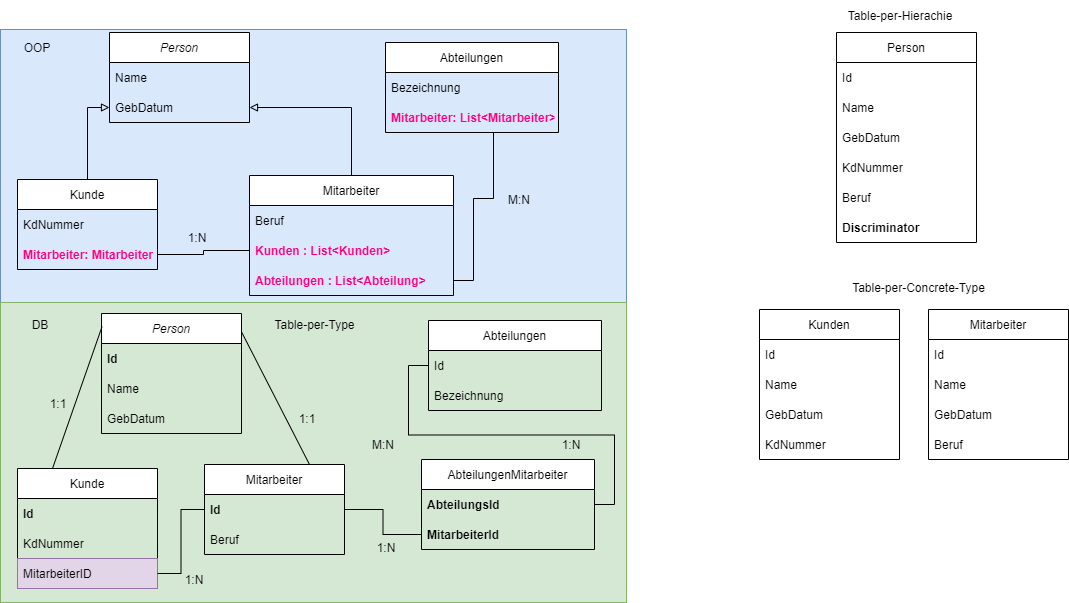 Table-per-Hierachie
OOP
Person
Name
GebDatum
Abteilungen
Bezeichnung
Mitarbeiter: List<Mitarbeiter>
Kunde
KdNummer
Mitarbeiter: Mitarbeiter
1:N
Mitarbeiter
Beruf
Kunden : List<Kunden>
Abteilungen : List<Abteilung>
M:N
Person
Id
Name
GebDatum
KdNummer
Beruf
Discriminator
DB
Person
Id
Name
GebDatum
Table-per-Type
1:1
1:1
Abteilungen
Id
Bezeichnung
M:N
1:N
Kunde
Id
KdNummer
MitarbeiterID
1:N
Mitarbeiter
Id
Beruf
1:N
AbteilungenMitarbeiter
AbteilungsId
MitarbeiterId
Table-per-Concrete-Type
Kunden
Id
Name
GebDatum
KdNummer
Mitarbeiter
Id
Name
GebDatum
Beruf